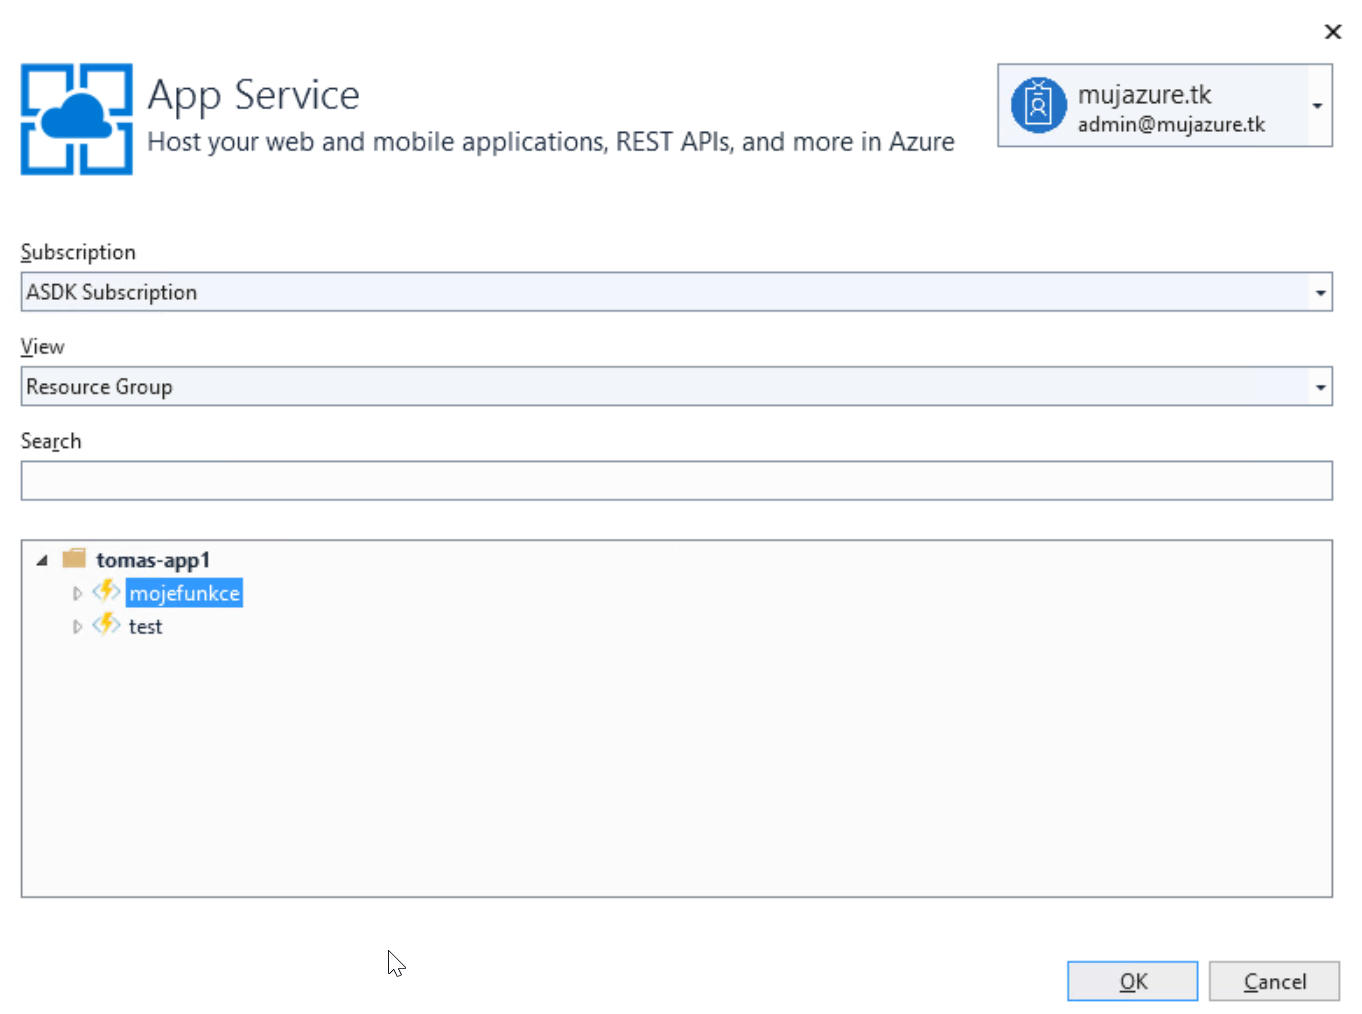 App Service
Host your web and mobile applications, REST APIs, and more in Azure
mujazure.tk
admin@mujazure.tk
Subscription
ASDK Subscription
View
Resource Group
Search
tomas-app1
mojefunkce
test
OK
Cancel